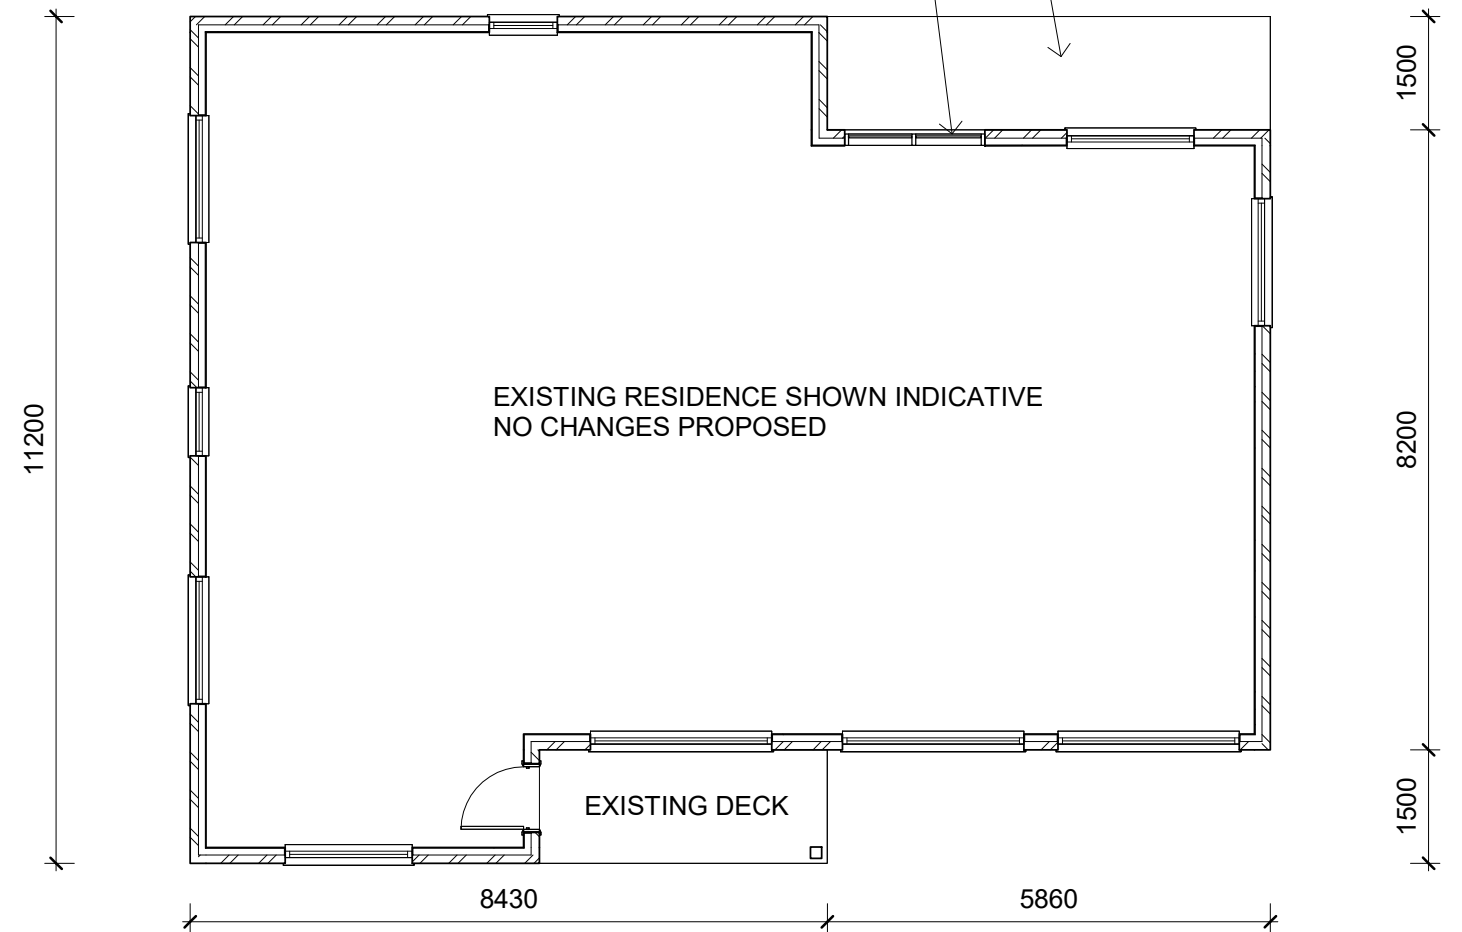 1500
11200
EXISTING RESIDENCE SHOWN INDICATIVE
NO CHANGES PROPOSED
8200
EXISTING DECK
1500
8430
5860